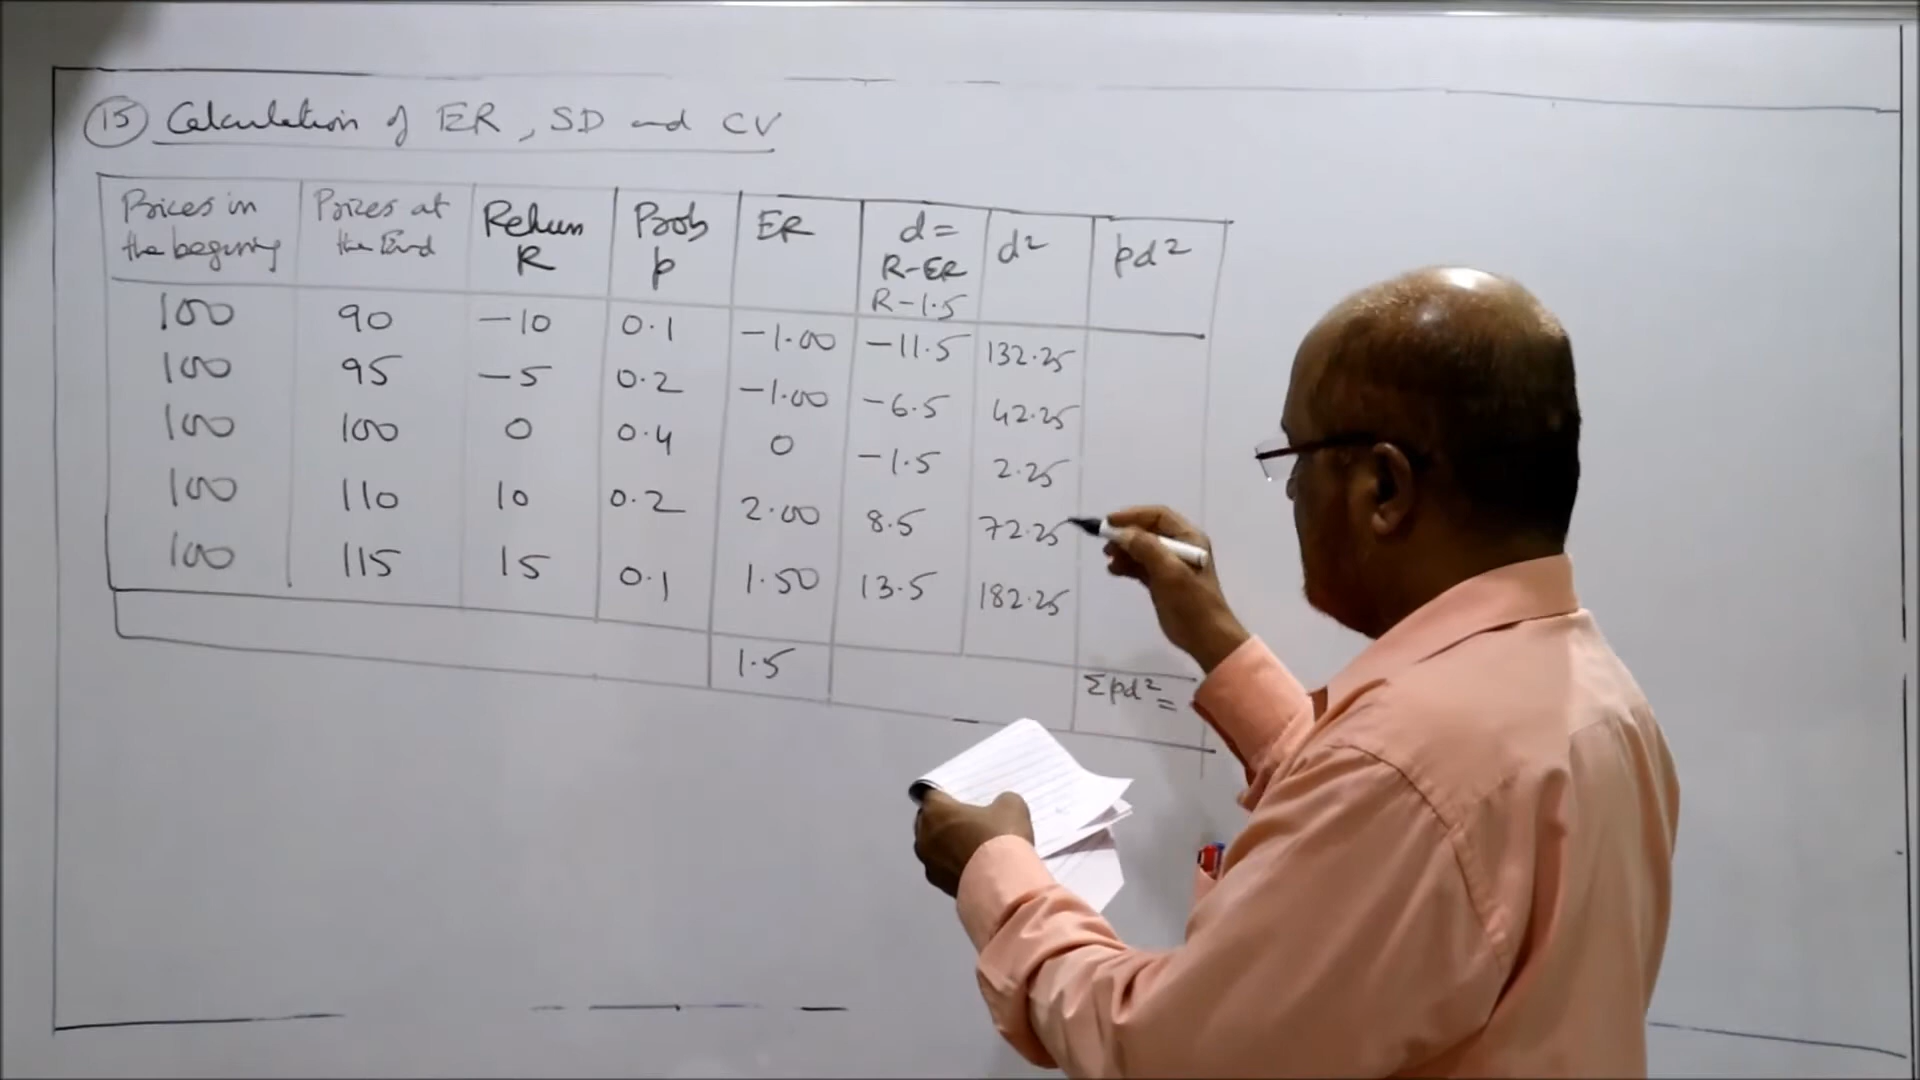 15 Calculation of ER, SD and CV
Prices in the beginning Prices at the End Return R Prob p ER d = R-ER R-1.5 d² pd²
100 90 -10 0.1 -1.00 -11.5 132.25
100 95 -5 0.2 -1.00 -6.5 42.25
100 100 0 0.4 0 -1.5 2.25
100 110 10 0.2 2.00 8.5 72.25
100 115 15 0.1 1.50 13.5 182.25
1.5 Σpd² =